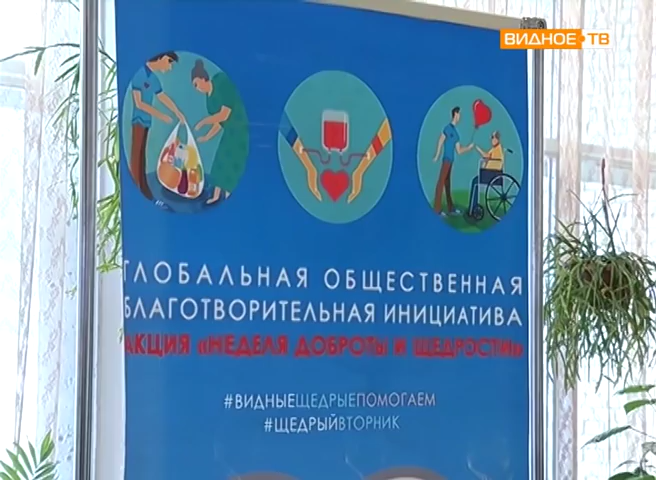 ВИДНОЕ ТВ
ГЛОБАЛЬНАЯ ОБЩЕСТВЕННАЯ
БЛАГОТВОРИТЕЛЬНАЯ ИНИЦИАТИВА
АКЦИЯ «НЕДЕЛЯ ДОБРОТЫ И ЩЕДРОСТИ»
#ВИДНЫЕЩЕДРЫЕПОМОГАЕМ
#ЩЕДРЫЙВТОРНИК